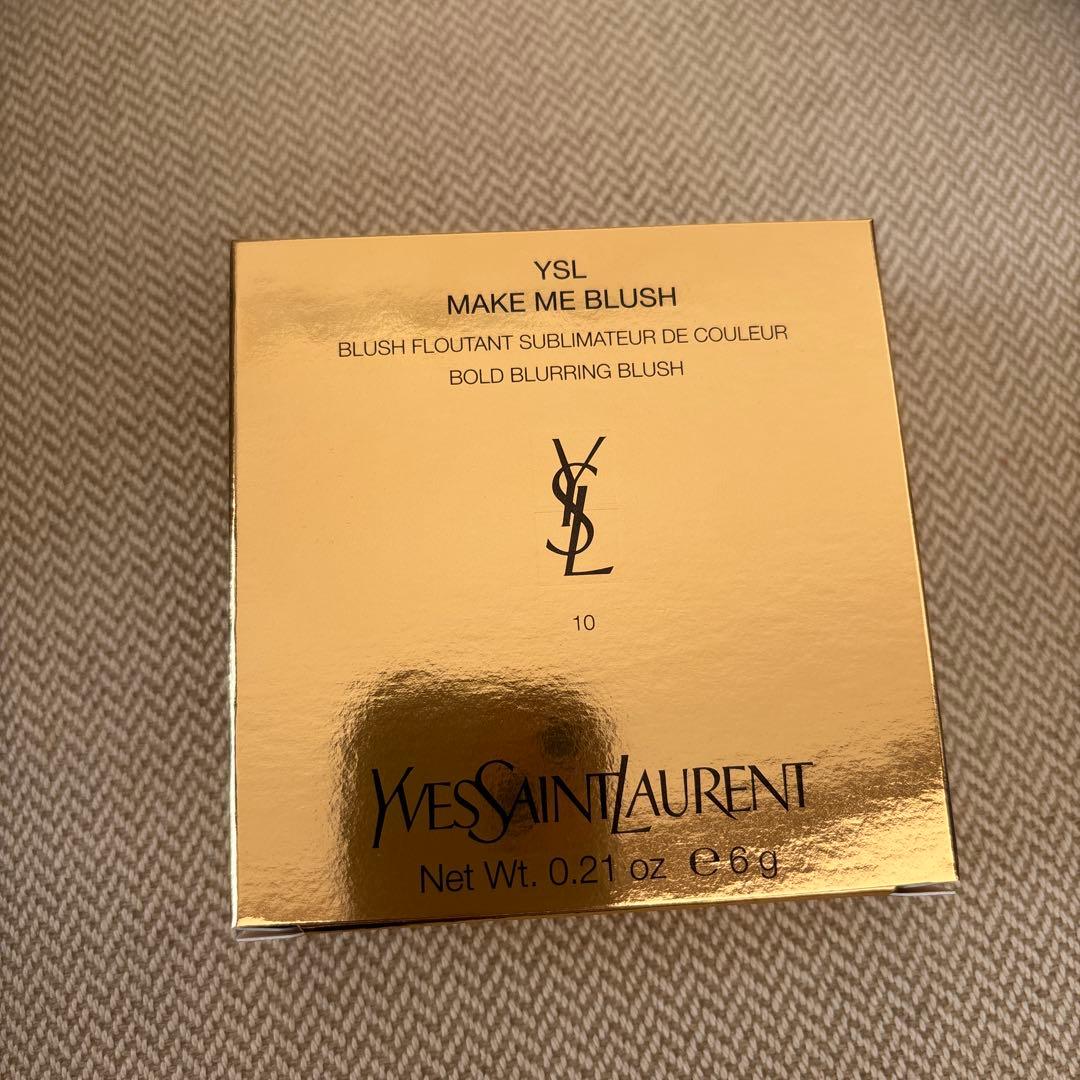 YSL
MAKE ME BLUSH
BLUSH FLOUTANT SUBLIMATEUR DE COULEUR
BOLD BLURRING BLUSH
YSL
10
YVESSAINTLAURENT
Net Wt. 0.21 oz ℮ 6 g